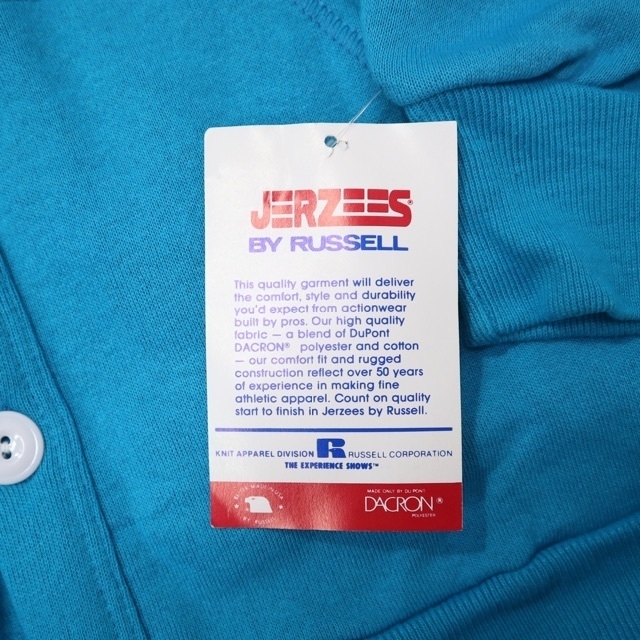 JERZEES®
BY RUSSELL
This quality garment will deliver
the comfort, style and durability
you'd expect from actionwear
built by pros. Our high quality
fabric — a blend of DuPont
DACRON® polyester and cotton
— our comfort fit and rugged
construction reflect over 50 years
of experience in making fine
athletic apparel. Count on quality
start to finish in Jerzees by Russell.
KNIT APPAREL DIVISION R RUSSELL CORPORATION
THE EXPERIENCE SHOWS™
MADE ONLY BY DU PONT
DACRON®
POLYESTER